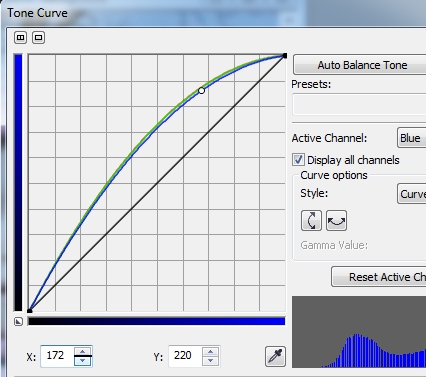 Tone Curve
Auto Balance Tone
Presets:
Active Channel: Blue
Display all channels
Curve options
Style: Curve
Gamma Value:
Reset Active Ch
X: 172 Y: 220